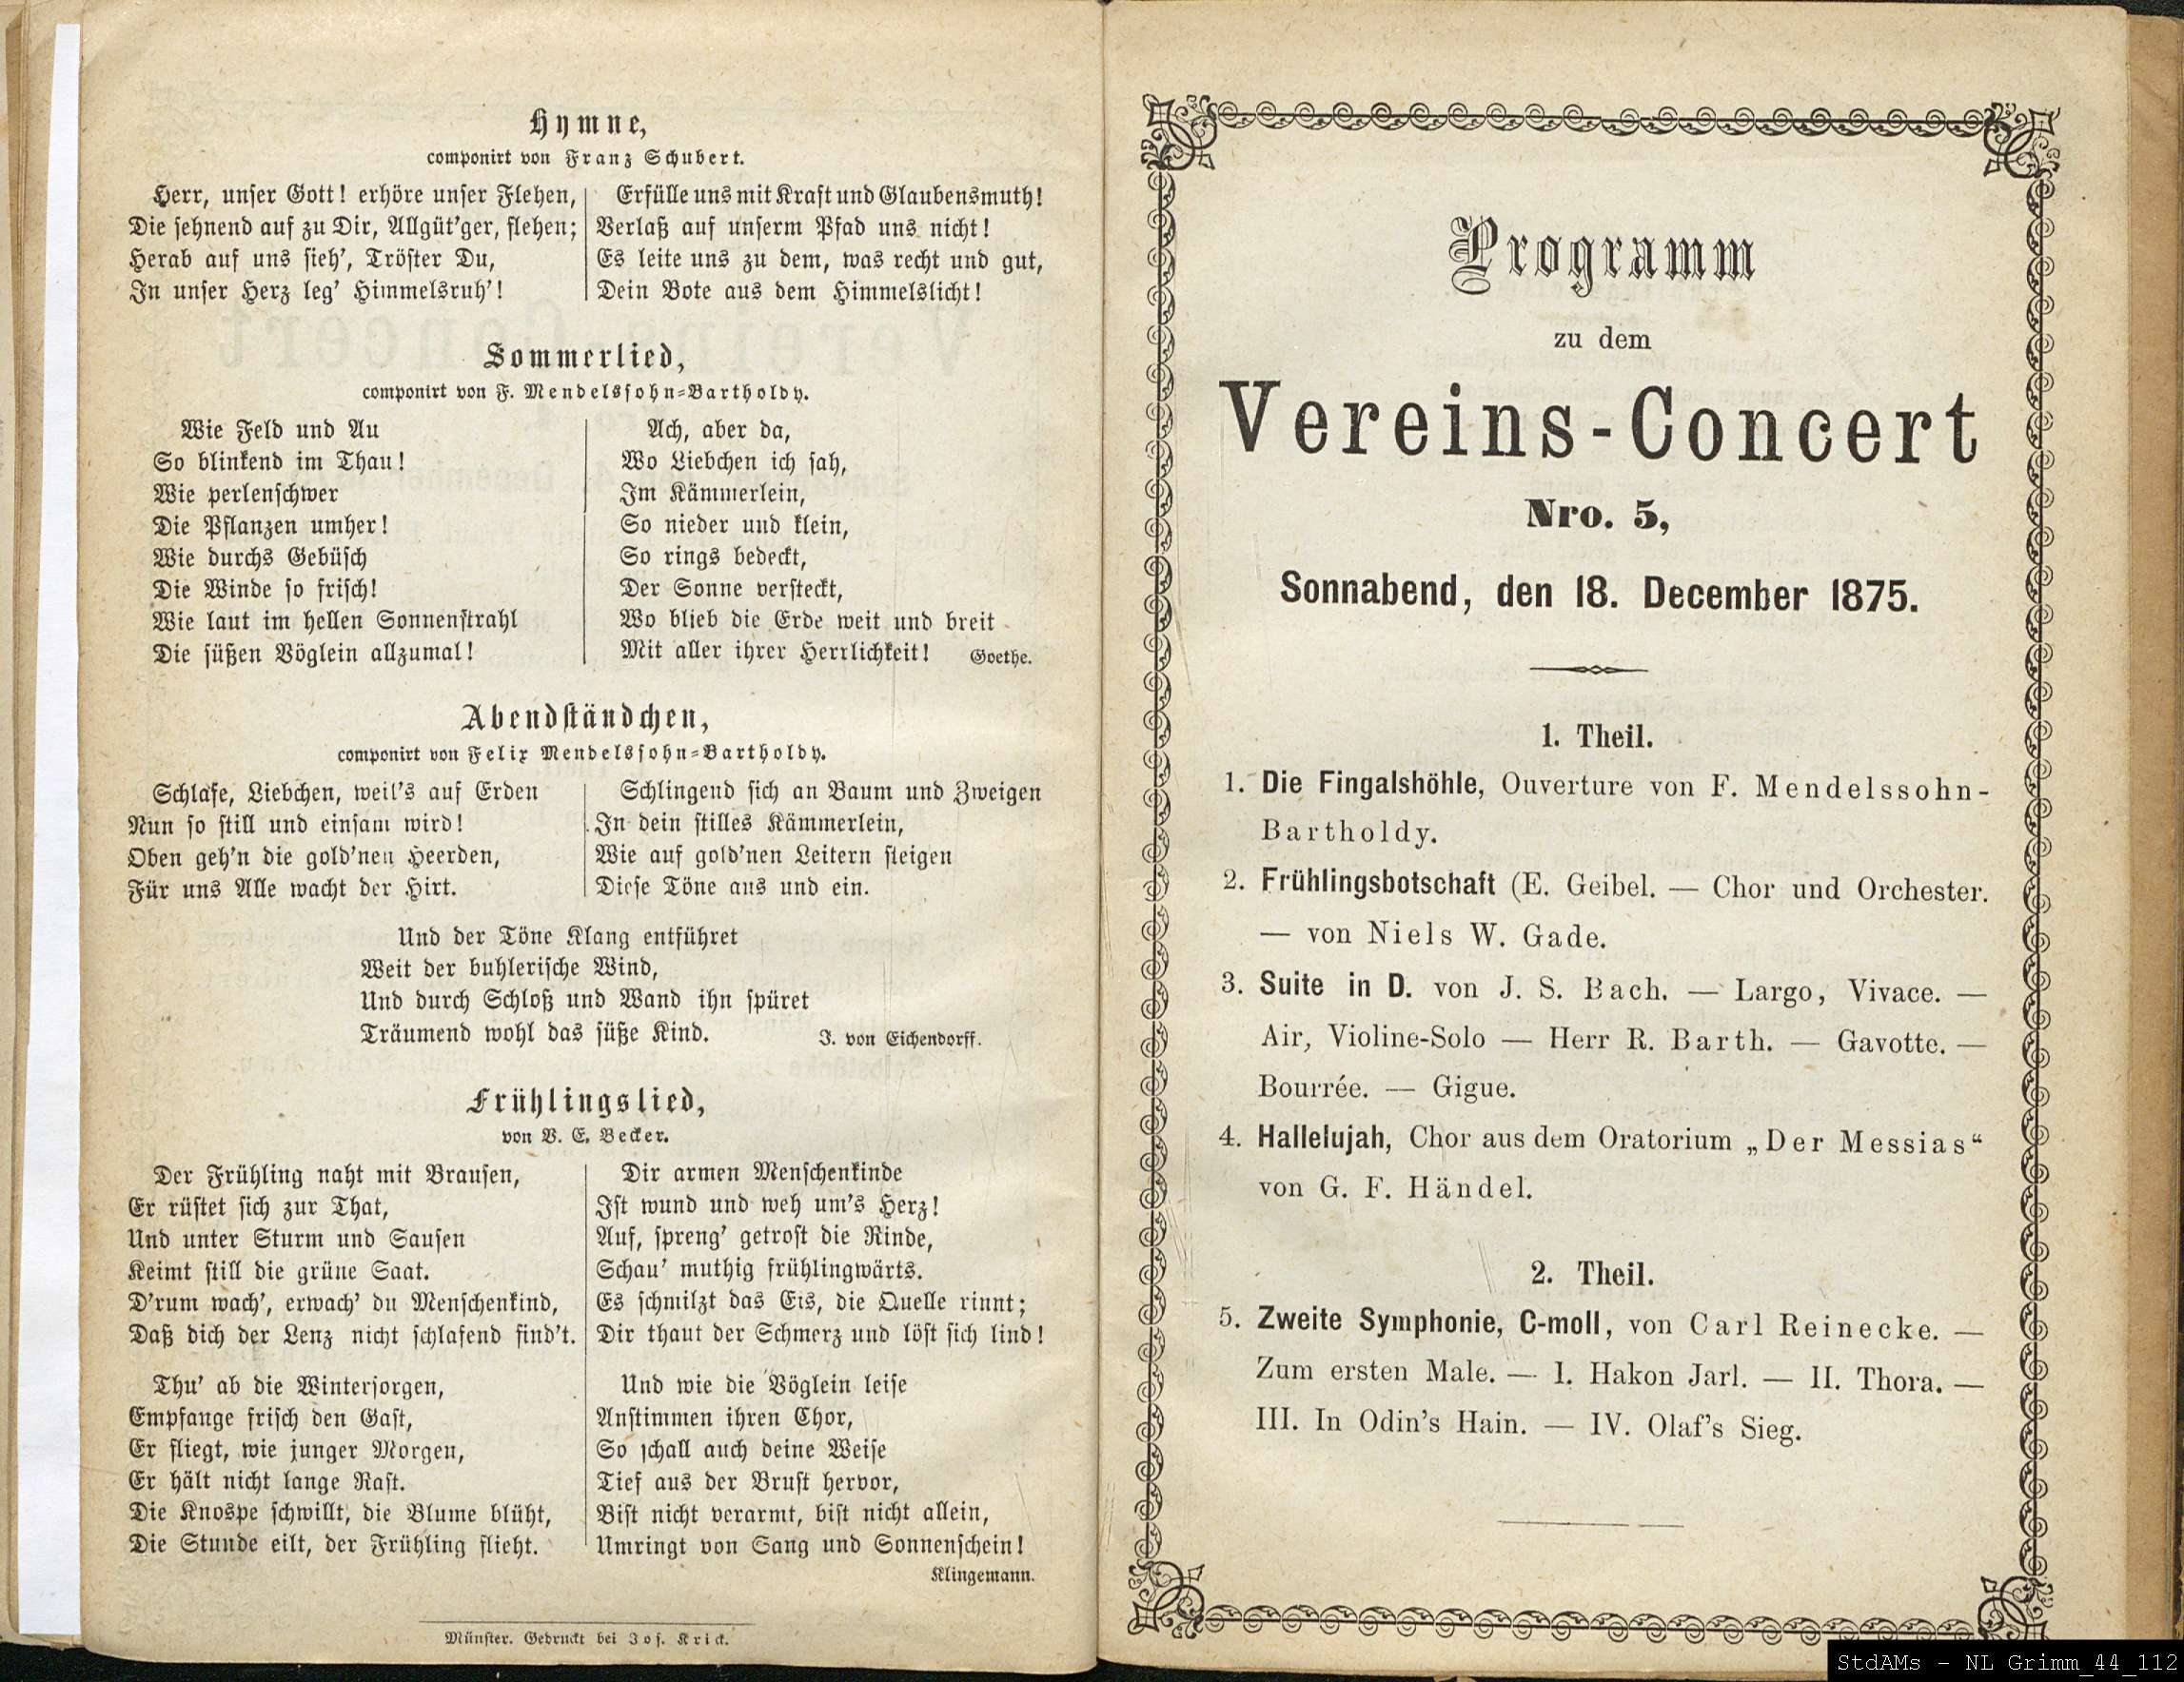 Hymne,
componirt von Franz Schubert.
Herr, unser Gott! erhöre unser Flehen,
Die sehnend auf zu Dir, Allgüt'ger, flehen;
Herab auf uns sieh', Tröster Du,
In unser Herz leg' Himmelsruh'!
Erfülle uns mit Kraft und Glaubensmuth!
Verlaß auf unserm Pfad uns nicht!
Es leite uns zu dem, was recht und gut,
Dein Bote aus dem Himmelslicht!
Sommerlied,
componirt von F. Mendelssohn=Bartholdy.
Wie Feld und Au
So blinkend im Thau!
Wie perlenschwer
Die Pflanzen umher!
Wie durchs Gebüsch
Die Winde so frisch!
Wie laut im hellen Sonnenstrahl
Die süßen Vöglein allzumal!
Ach, aber da,
Wo Liebchen ich sah,
Im Kämmerlein,
So nieder und klein,
So rings bedeckt,
Der Sonne versteckt,
Wo blieb die Erde weit und breit
Mit aller ihrer Herrlichkeit! Goethe.
Abendständchen,
componirt von Felix Mendelssohn=Bartholdy.
Schlafe, Liebchen, weil's auf Erden
Nun so still und einsam wird!
Oben geh'n die gold'nen Heerden,
Für uns Alle wacht der Hirt.
Schlingend sich an Baum und Zweigen
In dein stilles Kämmerlein,
Wie auf gold'nen Leitern steigen
Diese Töne aus und ein.
Und der Töne Klang entführet
Weit der buhlerische Wind,
Und durch Schloß und Wand ihn spüret
Träumend wohl das süße Kind. J. von Eichendorff.
Frühlingslied,
von V. E. Becker.
Der Frühling naht mit Brausen,
Er rüstet sich zur That,
Und unter Sturm und Sausen
Keimt still die grüne Saat.
D'rum wach', erwach' du Menschenkind,
Daß dich der Lenz nicht schlafend find't.
Dir armen Menschenkinde
Ist wund und weh um's Herz!
Auf, spreng' getrost die Rinde,
Schau' muthig frühlingwärts.
Es schmilzt das Eis, die Quelle rinnt;
Dir thaut der Schmerz und löst sich lind!
Thu' ab die Wintersorgen,
Empfange frisch den Gast,
Er fliegt, wie junger Morgen,
Er hält nicht lange Rast.
Die Knospe schwillt, die Blume blüht,
Die Stunde eilt, der Frühling flieht.
Und wie die Vöglein leise
Anstimmen ihren Chor,
So schall auch deine Weise
Tief aus der Brust hervor,
Bist nicht verarmt, bist nicht allein,
Umringt von Sang und Sonnenschein!
Klingemann.
Münster. Gedruckt bei Jos. Krick.
Programm
zu dem
Vereins-Concert
Nro. 5,
Sonnabend, den 18. December 1875.
1. Theil.
1. Die Fingalshöhle, Ouverture von F. Mendelssohn-
Bartholdy.
2. Frühlingsbotschaft (E. Geibel. — Chor und Orchester.
— von Niels W. Gade.
3. Suite in D. von J. S. Bach. — Largo, Vivace. —
Air, Violine-Solo — Herr R. Barth. — Gavotte. —
Bourrée. — Gigue.
4. Hallelujah, Chor aus dem Oratorium „Der Messias“
von G. F. Händel.
2. Theil.
5. Zweite Symphonie, C-moll, von Carl Reinecke. —
Zum ersten Male. — I. Hakon Jarl. — II. Thora. —
III. In Odin's Hain. — IV. Olaf's Sieg.
StdAMs - NL Grimm_44_112